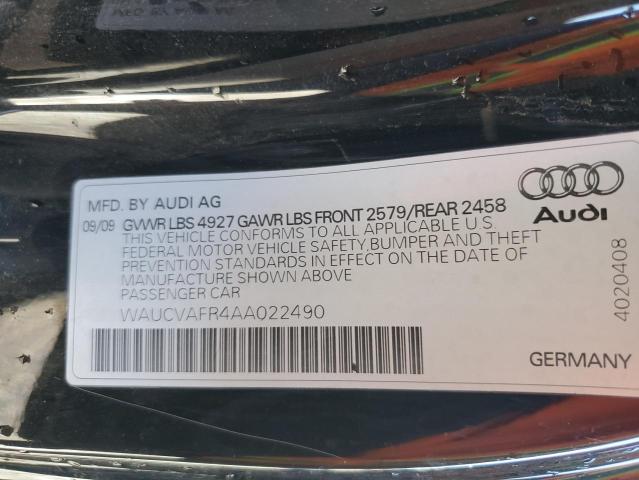 MFD. BY AUDI AG
09/09 GVWR LBS 4927 GAWR LBS FRONT 2579/REAR 2458
THIS VEHICLE CONFORMS TO ALL APPLICABLE U.S.
FEDERAL MOTOR VEHICLE SAFETY,BUMPER AND THEFT
PREVENTION STANDARDS IN EFFECT ON THE DATE OF
MANUFACTURE SHOWN ABOVE
PASSENGER CAR
WAUCVAFR4AA022490
Audi
4020408
GERMANY